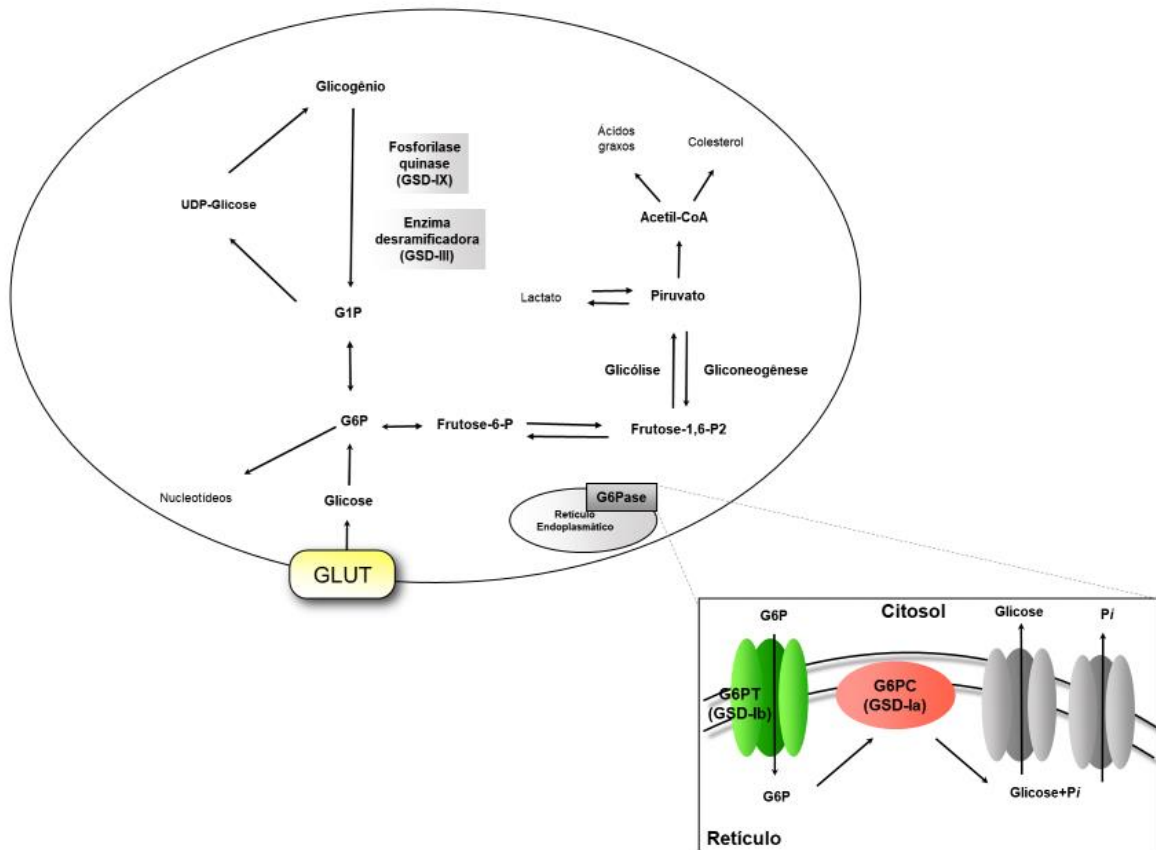 Glicogênio
Fosforilase
quinase
(GSD-IX)
Enzima
desramificadora
(GSD-III)
UDP-Glicose
G1P
G6P
Nucleotídeos
Glicose
GLUT
Frutose-6-P
Ácidos
graxos
Colesterol
Acetil-CoA
Lactato
Piruvato
Glicólise
Gliconeogênese
Frutose-1,6-P2
G6Pase
Retículo
Endoplasmático
G6P
Citosol
Glicose
Pi
G6PT
(GSD-Ib)
G6PC
(GSD-Ia)
G6P
Glicose+Pi
Retículo